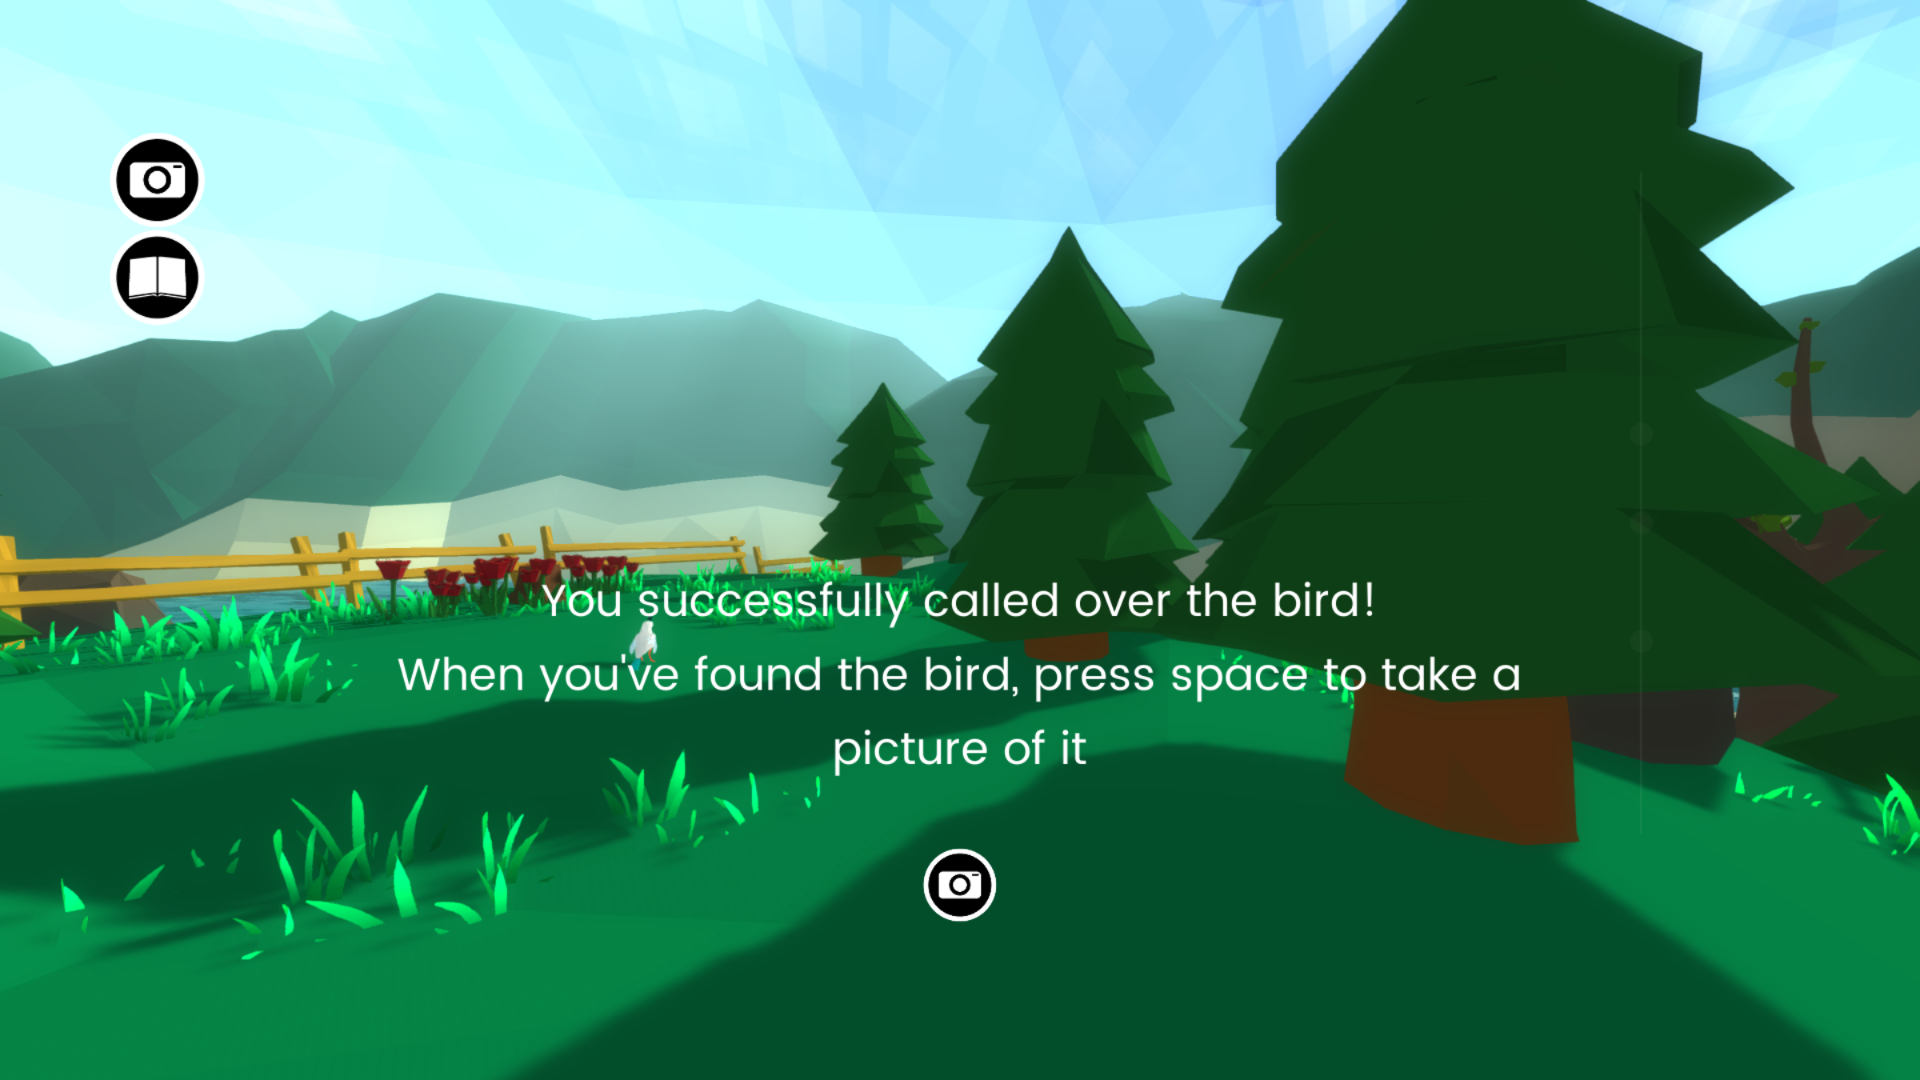 You successfully called over the bird!
When you've found the bird, press space to take a
picture of it